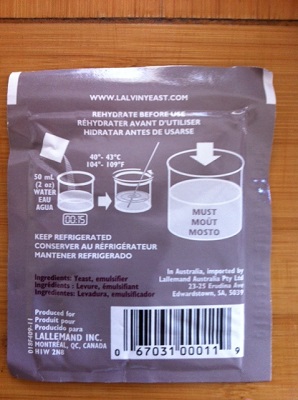 WWW.LALVINYEAST.COM
REHYDRATE BEFORE USE
RÉHYDRATER AVANT D'UTILISER
HIDRATAR ANTES DE USARSE
40°- 43°C
104°- 109°F
50 mL
(2 oz)
WATER
EAU
AGUA
00:15
MUST
MOÛT
MOSTO
KEEP REFRIGERATED
CONSERVER AU RÉFRIGÉRATEUR
MANTENER REFRIGERADO
Ingredients: Yeast, emulsifier
Ingrédients: Levure, émulsifiant
Ingredientes: Levadora, emulsificador
In Australia, imported by
Lallemand Australia Pty Ltd
23-25 Erudina Ave
Edwardstown, SA, 5039
Produced for
Produit pour
Producido para
LALLEMAND INC.
MONTRÉAL, QC, CANADA
H1W 2N8
0 67031 00011 9